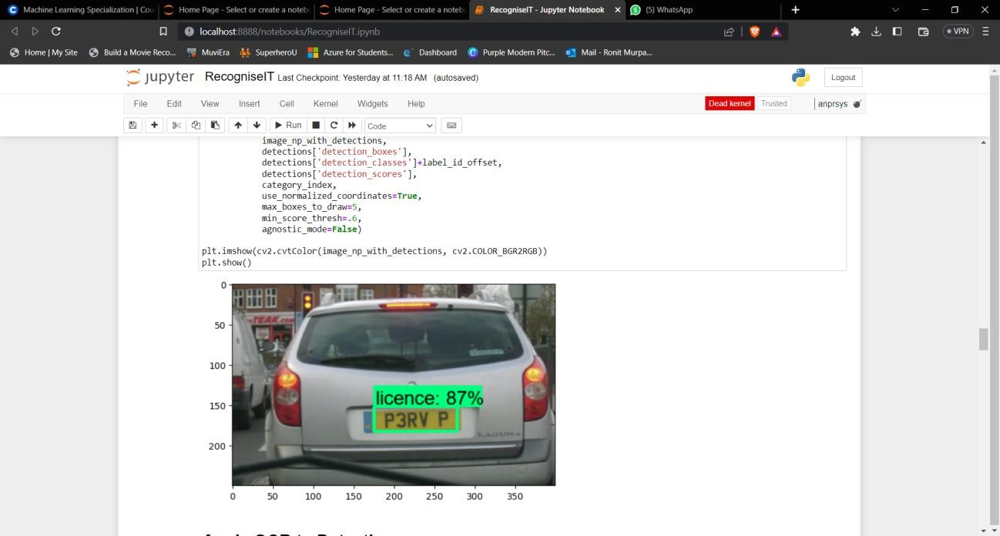 Machine Learning Specialization | Cou
Home Page - Select or create a noteb
Home Page - Select or create a noteb
RecogniseIT - Jupyter Notebook
(5) WhatsApp
localhost:8888/notebooks/RecogniseIT.ipynb
VPN
Home | My Site
Build a Movie Reco...
MuviEra
SuperheroU
Azure for Students...
Dashboard
Purple Modern Pitc...
Mail - Ronit Murpa...
jupyter RecogniseIT Last Checkpoint: Yesterday at 11:18 AM (autosaved)
Logout
File Edit View Insert Cell Kernel Widgets Help
Dead kernel Trusted anprsys
Run Code
image_np_with_detections,
detections['detection_boxes'],
detections['detection_classes']+label_id_offset,
detections['detection_scores'],
category_index,
use_normalized_coordinates=True,
max_boxes_to_draw=5,
min_score_thresh=.6,
agnostic_mode=False)
plt.imshow(cv2.cvtColor(image_np_with_detections, cv2.COLOR_BGR2RGB))
plt.show()
0
50
100
150
200
TEAK.com
licence: 87%
P3RV P
LAGUNA
0 50 100 150 200 250 300 350